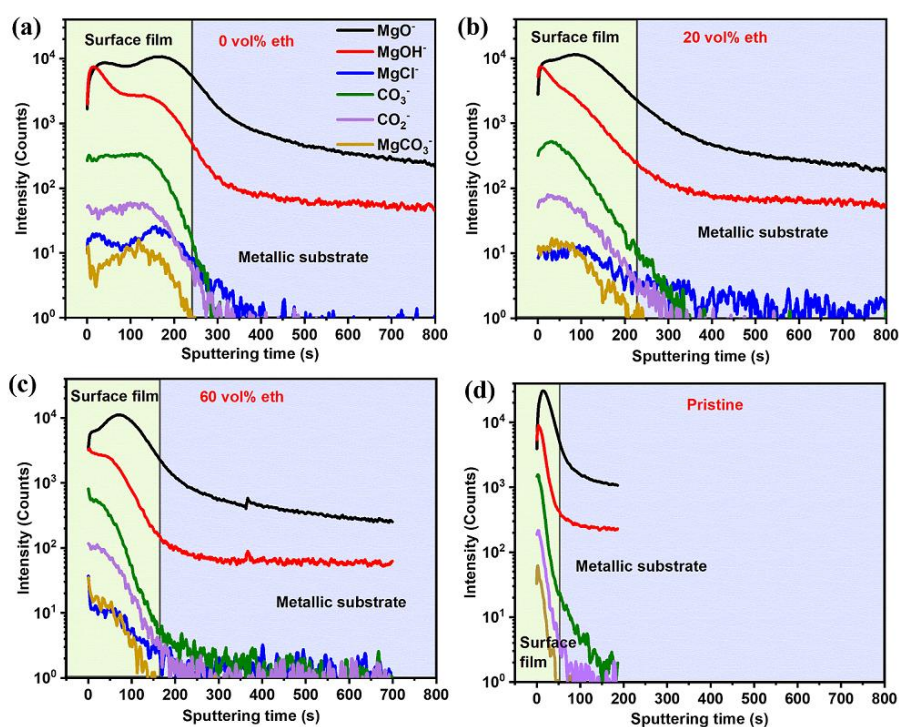 (a)
Surface film
0 vol% eth
MgO⁻
MgOH⁻
MgCl⁻
CO₃⁻
CO₂⁻
MgCO₃⁻
Metallic substrate
Intensity (Counts)
10⁴
10³
10²
10¹
10⁰
0 100 200 300 400 500 600 700 800
Sputtering time (s)
(b)
Surface film
20 vol% eth
Metallic substrate
Intensity (Counts)
10⁴
10³
10²
10¹
10⁰
0 100 200 300 400 500 600 700 800
Sputtering time (s)
(c)
Surface film
60 vol% eth
Metallic substrate
Intensity (Counts)
10⁴
10³
10²
10¹
10⁰
0 100 200 300 400 500 600 700 800
Sputtering time (s)
(d)
Pristine
Metallic substrate
Surface
film
Intensity (Counts)
10⁴
10³
10²
10¹
10⁰
0 100 200 300 400 500 600 700 800
Sputtering time (s)